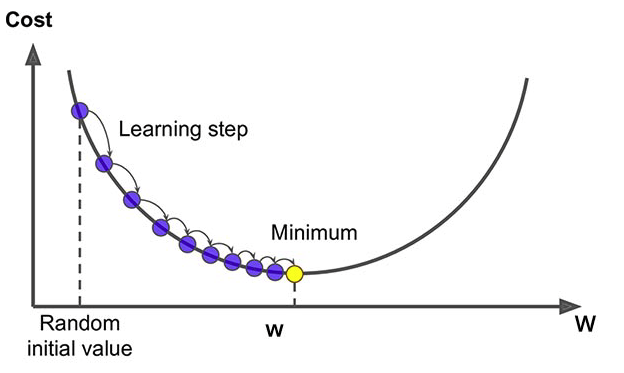 Cost
Learning step
Minimum
Random
initial value
w
W